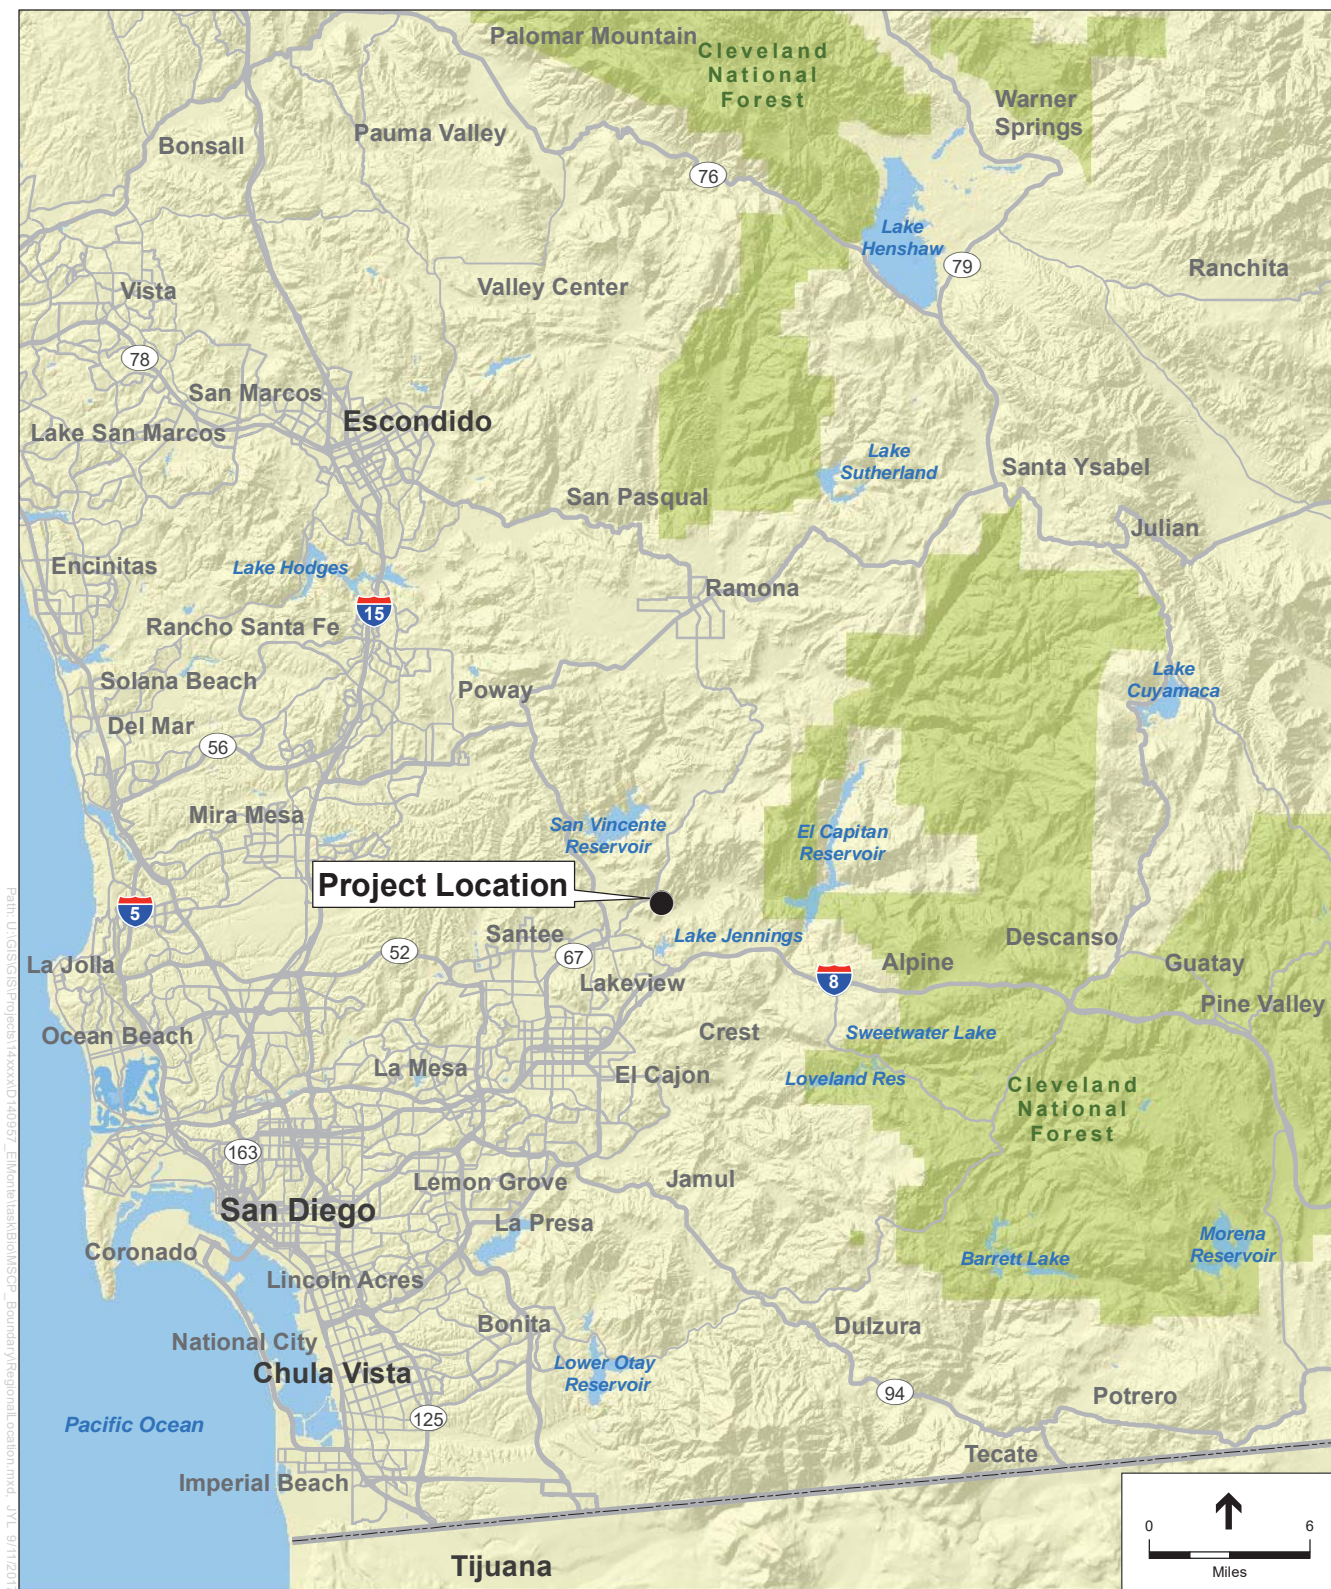 Palomar Mountain
Cleveland
National
Forest
Warner
Springs
Bonsall
Pauma Valley
76
Lake
Henshaw
79
Ranchita
Vista
Valley Center
78
San Marcos
Escondido
Lake San Marcos
Lake
Sutherland
Santa Ysabel
San Pasqual
Julian
Encinitas
Lake Hodges
Ramona
15
Rancho Santa Fe
Solana Beach
Poway
Lake
Cuyamaca
Del Mar
56
Mira Mesa
San Vincente
Reservoir
El Capitan
Reservoir
Project Location
5
Santee
Lake Jennings
Descanso
52
67
La Jolla
Lakeview
8
Alpine
Guatay
Pine Valley
Ocean Beach
Crest
Sweetwater Lake
La Mesa
El Cajon
Loveland Res
Cleveland
National
Forest
163
Lemon Grove
Jamul
San Diego
La Presa
Coronado
Barrett Lake
Morena
Reservoir
Lincoln Acres
National City
Bonita
Dulzura
Chula Vista
Lower Otay
Reservoir
94
Potrero
125
Pacific Ocean
Tecate
Imperial Beach
Tijuana
0
6
Miles